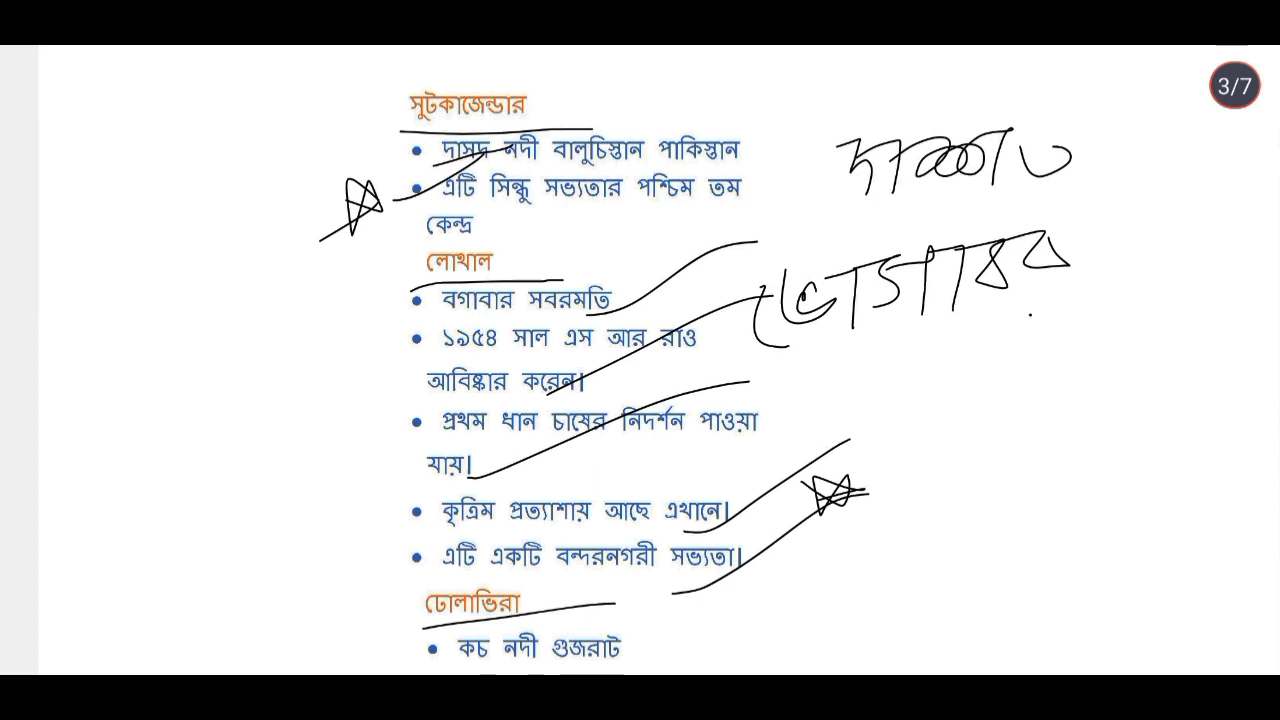 3/7
সুটকাজেন্ডার
• দাসদ নদী বালুচিস্তান পাকিস্তান
• এটি সিন্ধু সভ্যতার পশ্চিম তম
কেন্দ্র
লোথাল
• বগাবার সবরমতি
• ১৯৫৪ সাল এস আর রাও
আবিষ্কার করেন।
• প্রথম ধান চাষের নিদর্শন পাওয়া
যায়।
• কৃত্রিম প্রত্যাশায় আছে এখানে।
• এটি একটি বন্দরনগরী সভ্যতা।
ঢোলাভিরা
• কচ নদী গুজরাট